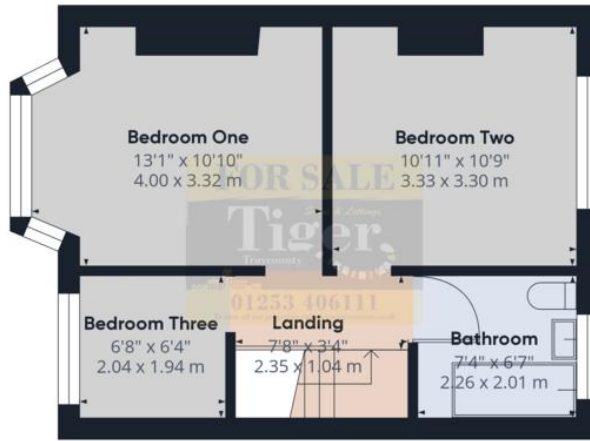 Bedroom One
13'1" x 10'10"
4.00 x 3.32 m
Bedroom Two
10'11" x 10'9"
3.33 x 3.30 m
FOR SALE
Tiger
01253 406111
Bedroom Three
6'8" x 6'4"
2.04 x 1.94 m
Landing
7'8" x 3'4"
2.35 x 1.04 m
Bathroom
7'4" x 6'7"
2.26 x 2.01 m